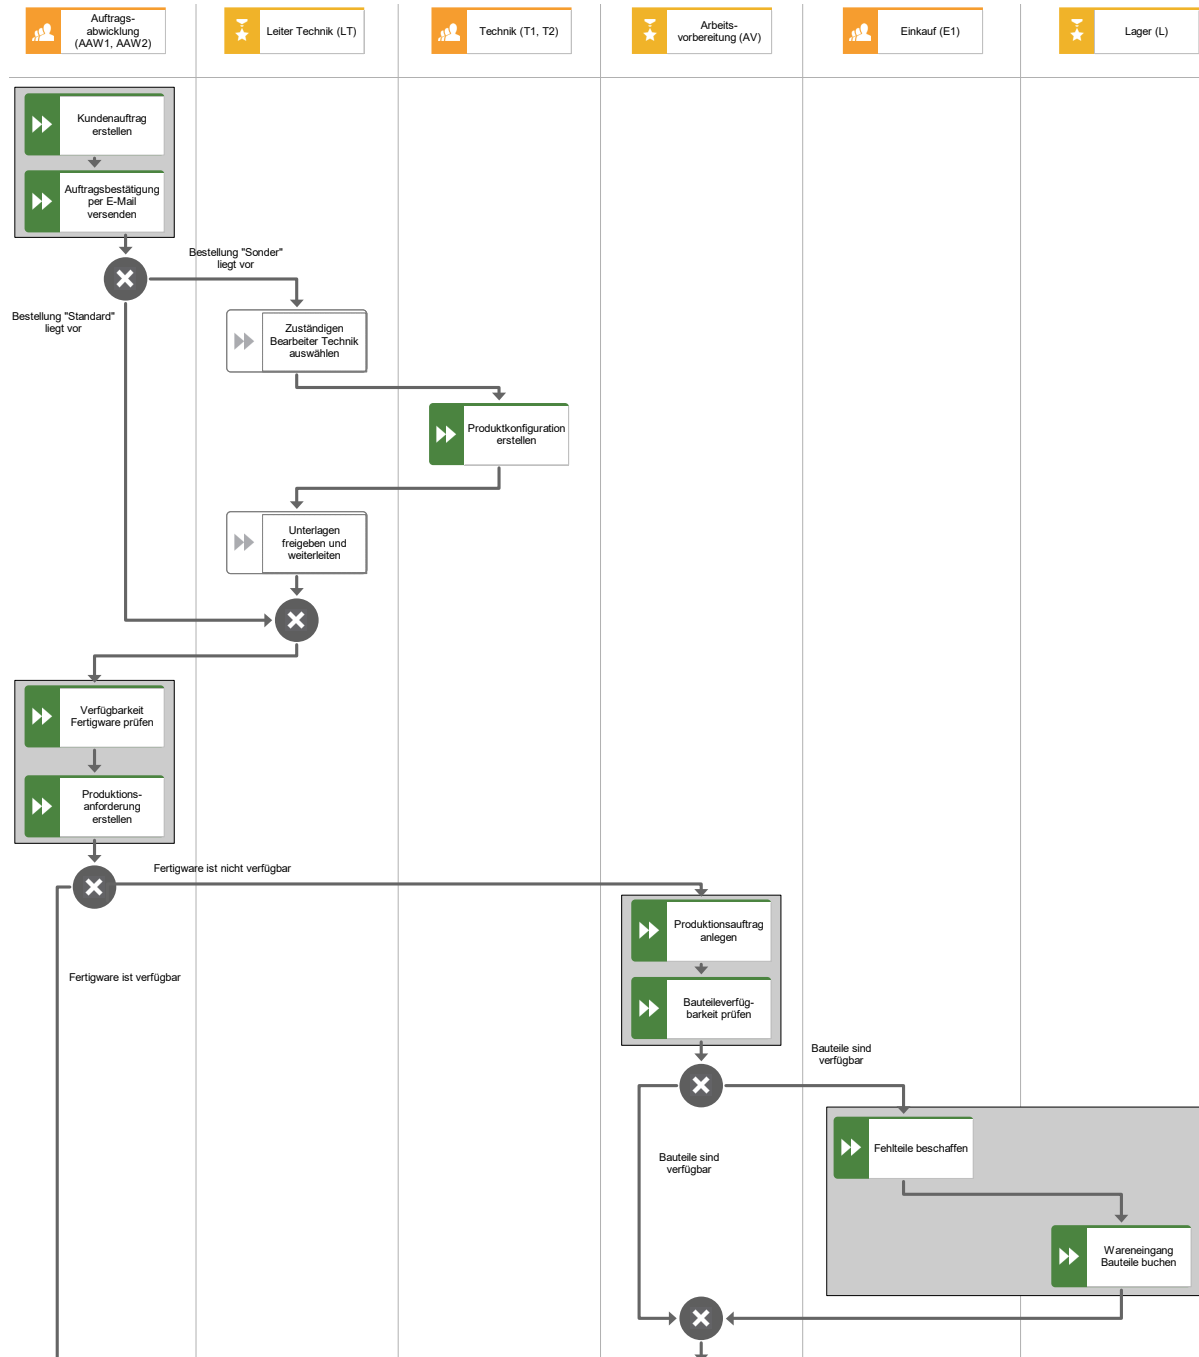 Auftrags-
abwicklung
(AAW1, AAW2)
Leiter Technik (LT)
Technik (T1, T2)
Arbeits-
vorbereitung (AV)
Einkauf (E1)
Lager (L)
Kundenauftrag
erstellen
Auftragsbestätigung
per E-Mail
versenden
Bestellung "Sonder"
liegt vor
Bestellung "Standard"
liegt vor
Zuständigen
Bearbeiter Technik
auswählen
Produktkonfiguration
erstellen
Unterlagen
freigeben und
weiterleiten
Verfügbarkeit
Fertigware prüfen
Produktions-
anforderung
erstellen
Fertigware ist nicht verfügbar
Produktionsauftrag
anlegen
Fertigware ist verfügbar
Bauteileverfüg-
barkeit prüfen
Bauteile sind
verfügbar
Fehlteile beschaffen
Bauteile sind
verfügbar
Wareneingang
Bauteile buchen